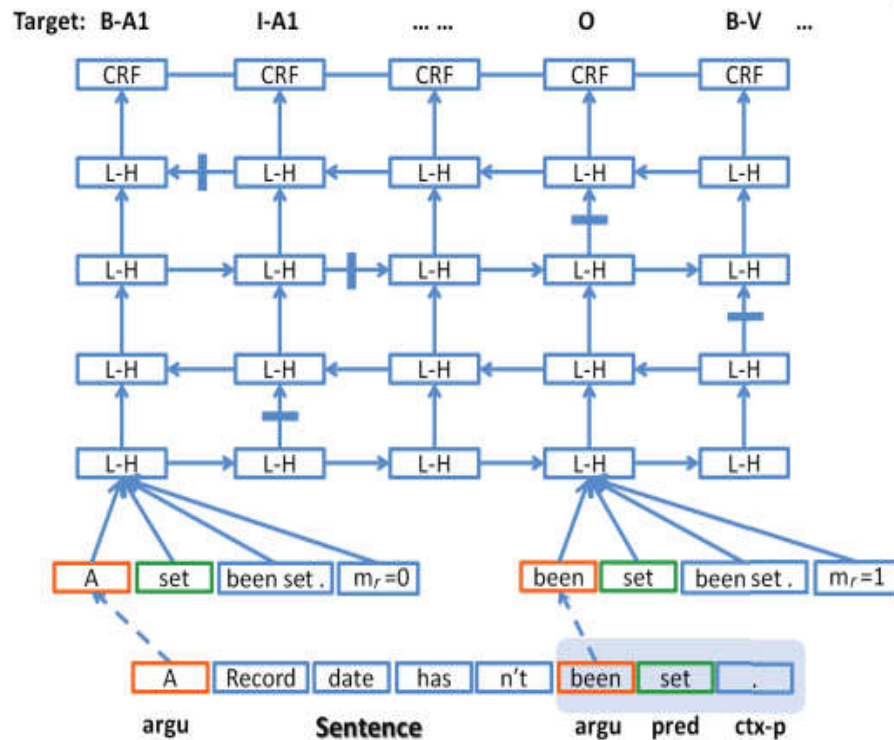 Target: B-A1 I-A1 ... ... O B-V ...
CRF CRF CRF CRF CRF
L-H L-H L-H L-H L-H
L-H L-H L-H L-H L-H
L-H L-H L-H L-H L-H
L-H L-H L-H L-H L-H
A set been set . mr=0 been set been set . mr=1
A Record date has n't been set .
argu Sentence argu pred ctx-p